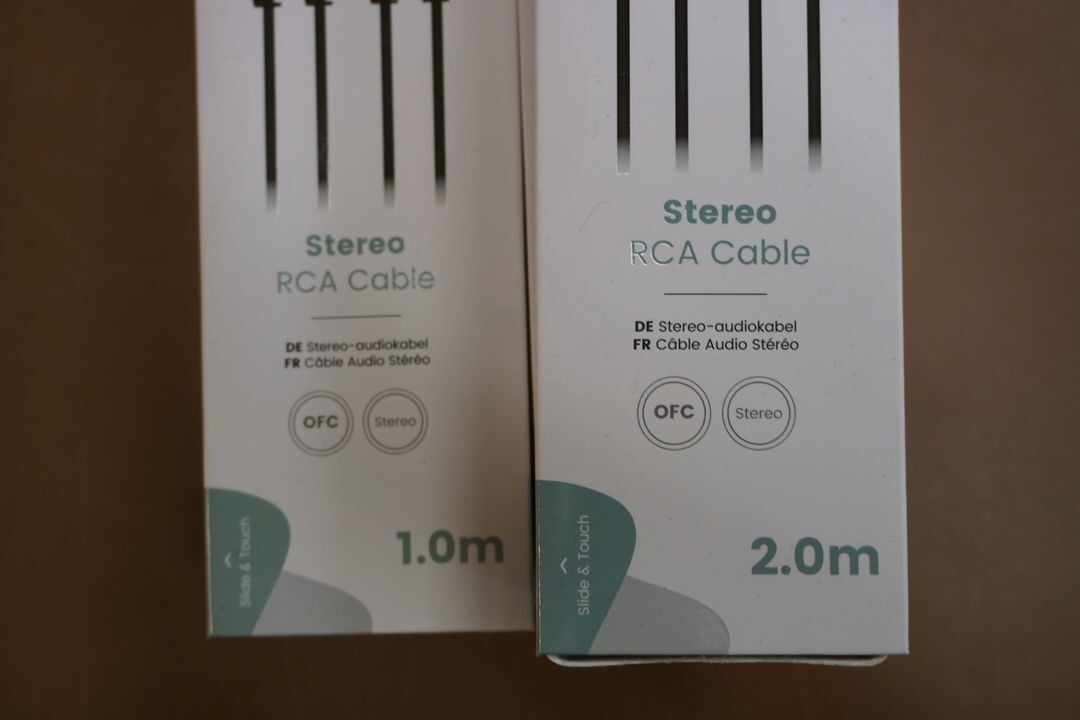 Stereo
RCA Cable
DE Stereo-audiokabel
FR Câble Audio Stéréo
OFC
Stereo
Slide & Touch
1.0m
Stereo
RCA Cable
DE Stereo-audiokabel
FR Câble Audio Stéréo
OFC
Stereo
Slide & Touch
2.0m